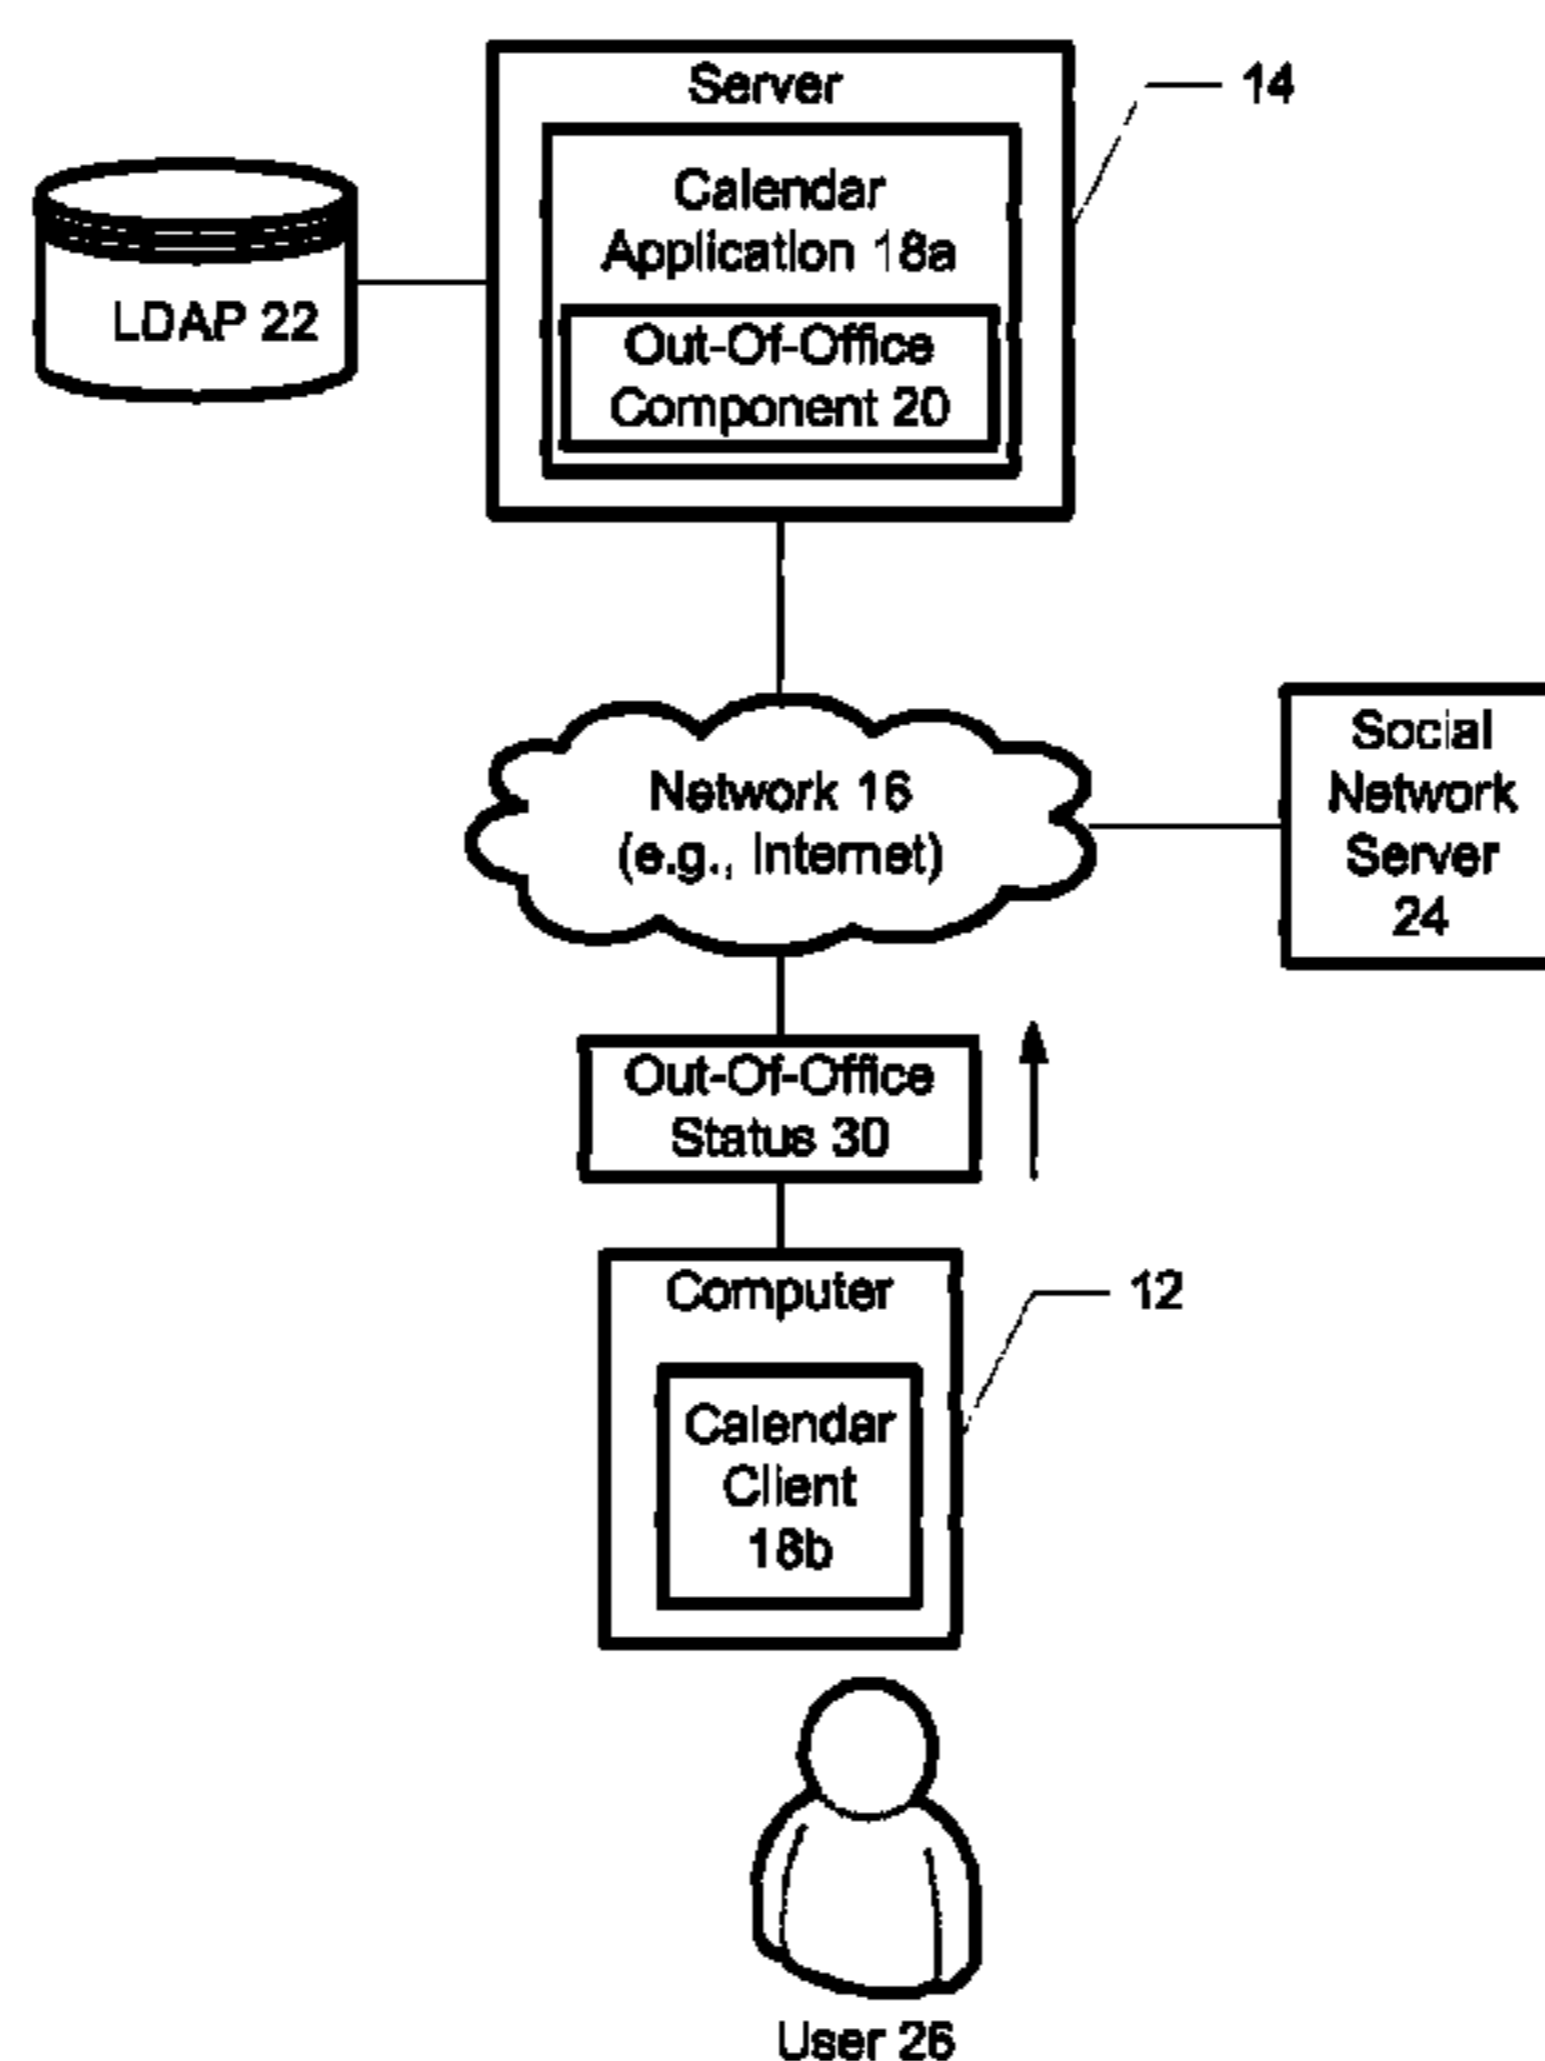 Server
14
Calendar
Application 18a
LDAP 22
Out-Of-Office
Component 20
Network 16
(e.g., Internet)
Social
Network
Server
24
Out-Of-Office
Status 30
Computer
12
Calendar
Client
18b
User 26